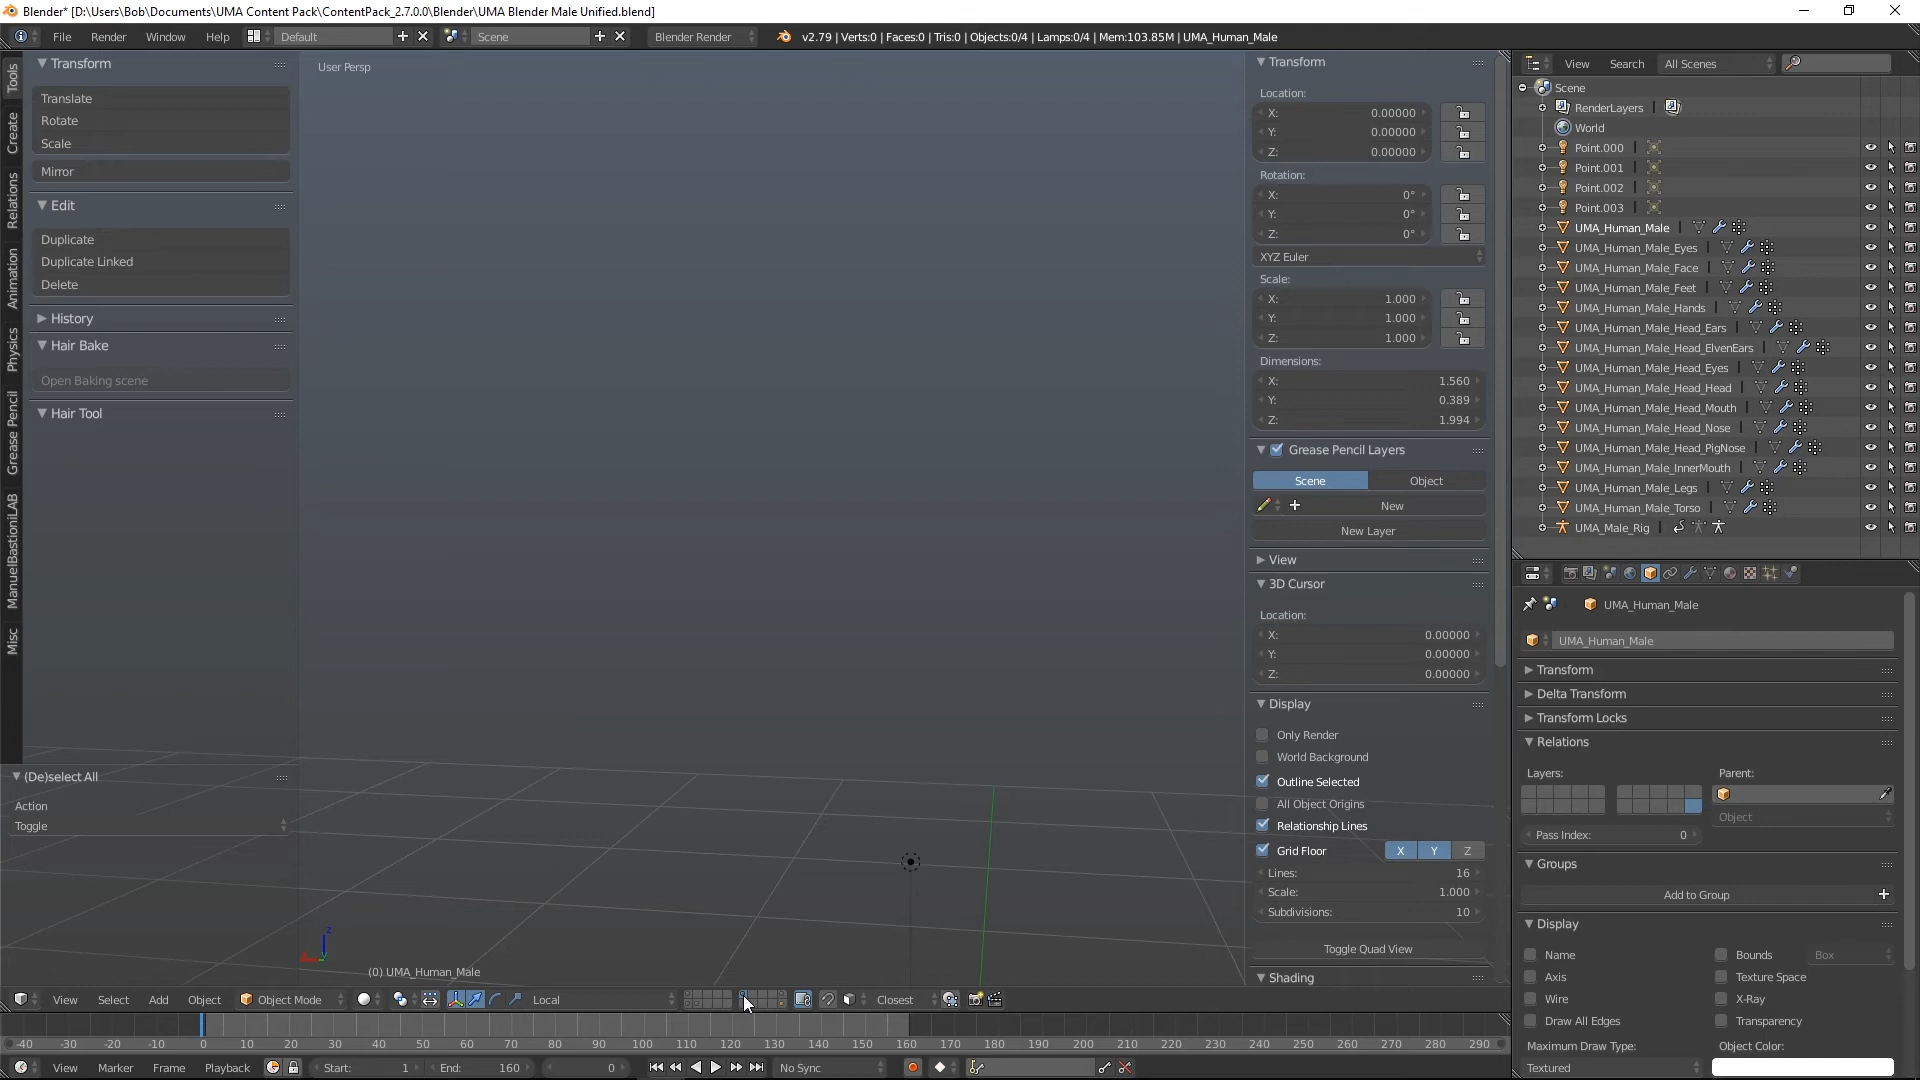 Blender* [D:\Users\Bob\Documents\UMA Content Pack\ContentPack_2.7.0.0\Blender\UMA Blender Male Unified.blend]
File Render Window Help Default Scene Blender Render v2.79 | Verts:0 | Faces:0 | Tris:0 | Objects:0/4 | Lamps:0/4 | Mem:103.85M | UMA_Human_Male
Tools
Create
Relations
Animation
Physics
Grease Pencil
ManuelBastioniLAB
Misc
Transform
Translate
Rotate
Scale
Mirror
Edit
Duplicate
Duplicate Linked
Delete
History
Hair Bake
Open Baking scene
Hair Tool
(De)select All
Action
Toggle
User Persp
z
(0) UMA_Human_Male
Transform
Location:
X: 0.00000
Y: 0.00000
Z: 0.00000
Rotation:
X: 0°
Y: 0°
Z: 0°
XYZ Euler
Scale:
X: 1.000
Y: 1.000
Z: 1.000
Dimensions:
X: 1.560
Y: 0.389
Z: 1.994
Grease Pencil Layers
Scene Object
New
New Layer
View
3D Cursor
Location:
X: 0.00000
Y: 0.00000
Z: 0.00000
Display
Only Render
World Background
Outline Selected
All Object Origins
Relationship Lines
Grid Floor X Y Z
Lines: 16
Scale: 1.000
Subdivisions: 10
Toggle Quad View
Shading
View Search All Scenes
Scene
RenderLayers
World
Point.000
Point.001
Point.002
Point.003
UMA_Human_Male
UMA_Human_Male_Eyes
UMA_Human_Male_Face
UMA_Human_Male_Feet
UMA_Human_Male_Hands
UMA_Human_Male_Head_Ears
UMA_Human_Male_Head_ElvenEars
UMA_Human_Male_Head_Eyes
UMA_Human_Male_Head_Head
UMA_Human_Male_Head_Mouth
UMA_Human_Male_Head_Nose
UMA_Human_Male_Head_PigNose
UMA_Human_Male_InnerMouth
UMA_Human_Male_Legs
UMA_Human_Male_Torso
UMA_Male_Rig
UMA_Human_Male
UMA_Human_Male
Transform
Delta Transform
Transform Locks
Relations
Layers: Parent:
Object
Pass Index: 0
Groups
Add to Group
Display
Name Bounds Box
Axis Texture Space
Wire X-Ray
Draw All Edges Transparency
Maximum Draw Type: Object Color:
Textured
View Select Add Object Object Mode Local Closest
-40 -30 -20 -10 0 10 20 30 40 50 60 70 80 90 100 110 120 130 140 150 160 170 180 190 200 210 220 230 240 250 260 270 280 290
View Marker Frame Playback Start: 1 End: 160 0 No Sync